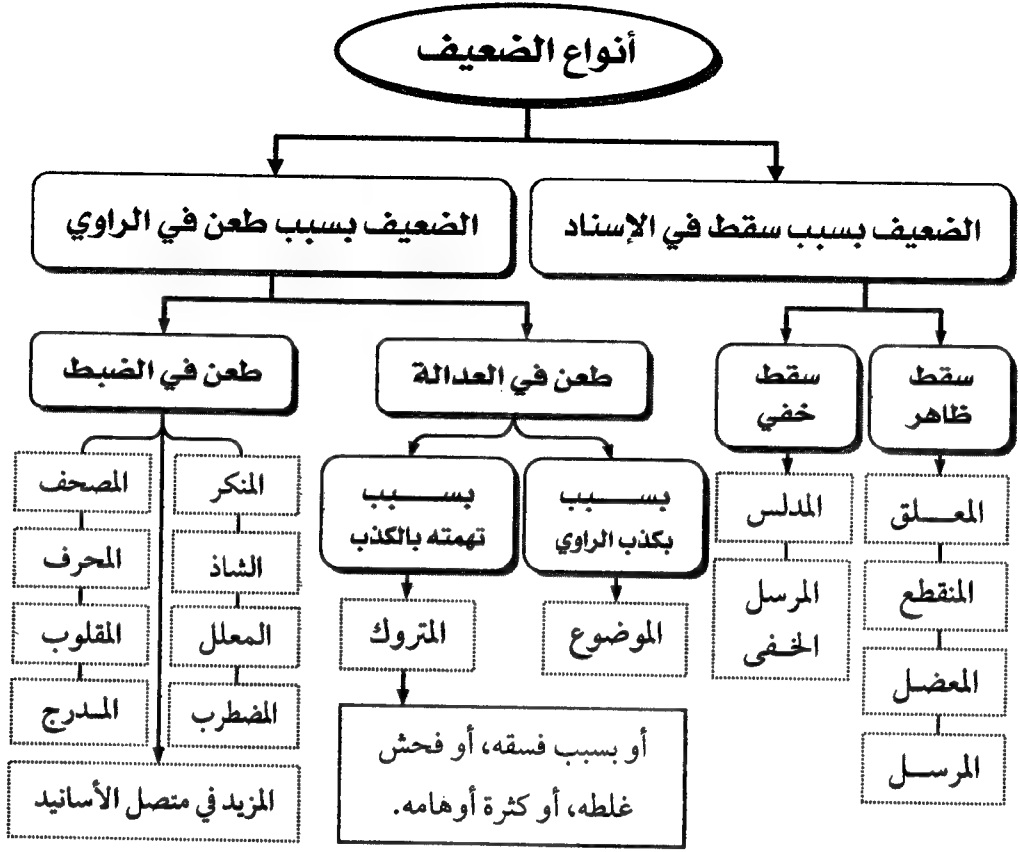 أنواع الضعيف
الضعيف بسبب سقط في الإسناد
الضعيف بسبب طعن في الراوي
سقط
ظاهر
سقط
خفي
طعن في العدالة
طعن في الضبط
المعلق
المنقطع
المعضل
المرسل
المدلس
المرسل
الخفى
بسبب
بكذب الراوي
بسبب
تهمته بالكذب
الموضوع
المتروك
أو بسبب فسقه، أو فحش
غلطه، أو كثرة أوهامه.
المنكر
الشاذ
المعلل
المضطرب
المصحف
المحرف
المقلوب
المدرج
المزيد في متصل الأسانيد